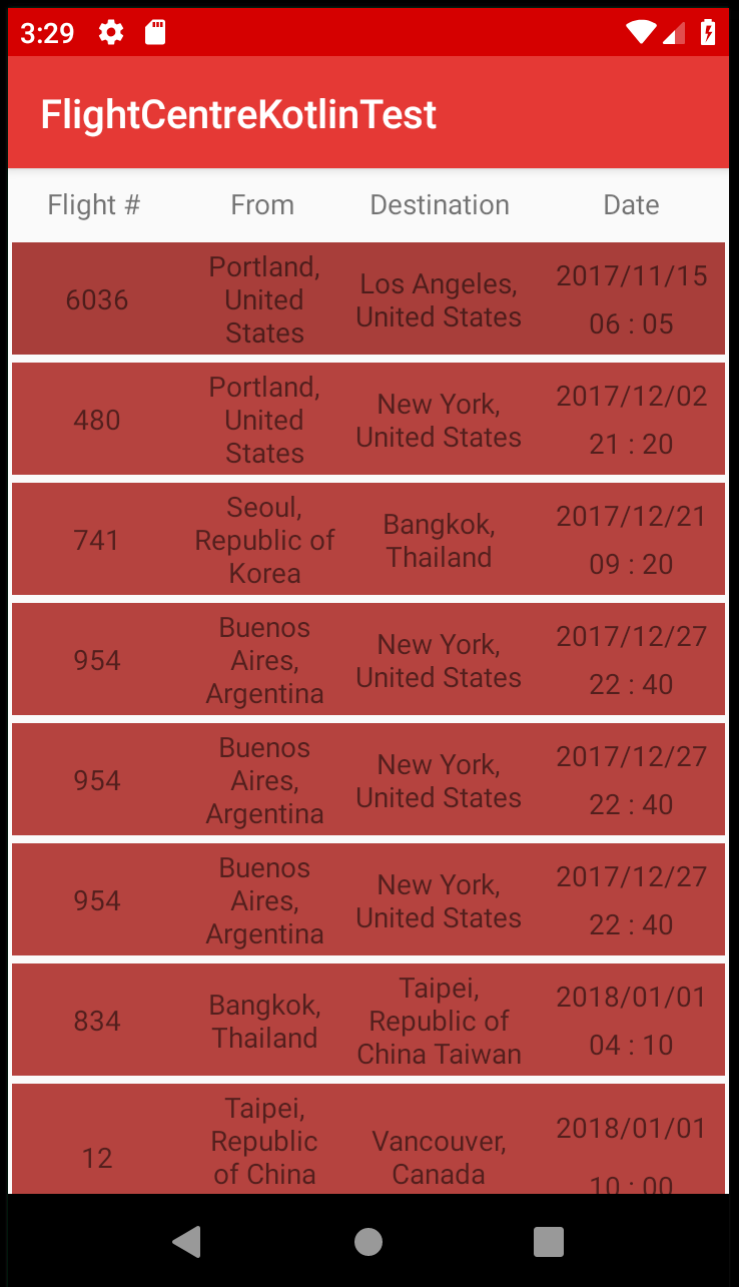 3:29
FlightCentreKotlinTest
Flight # From Destination Date
6036
Portland,
United
States
Los Angeles,
United States
2017/11/15
06 : 05
480
Portland,
United
States
New York,
United States
2017/12/02
21 : 20
741
Seoul,
Republic of
Korea
Bangkok,
Thailand
2017/12/21
09 : 20
954
Buenos
Aires,
Argentina
New York,
United States
2017/12/27
22 : 40
954
Buenos
Aires,
Argentina
New York,
United States
2017/12/27
22 : 40
954
Buenos
Aires,
Argentina
New York,
United States
2017/12/27
22 : 40
834
Bangkok,
Thailand
Taipei,
Republic of
China Taiwan
2018/01/01
04 : 10
12
Taipei,
Republic
of China
Vancouver,
Canada
2018/01/01
10 : 00